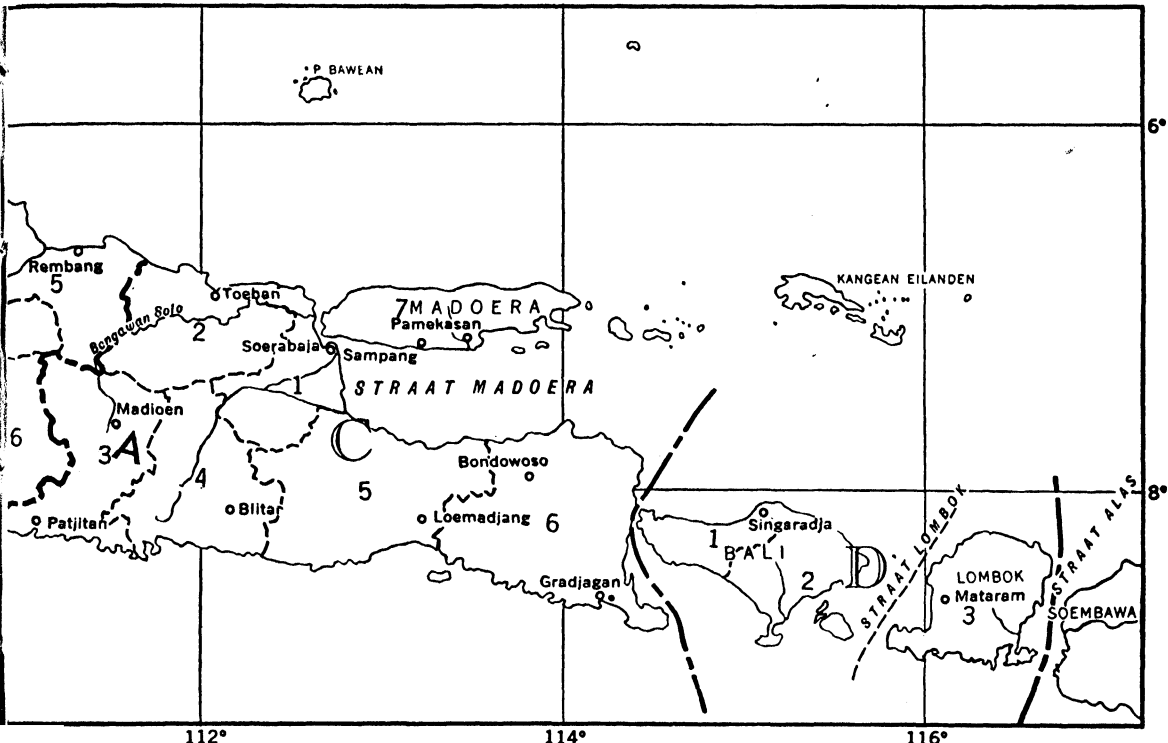 P BAWEAN
6°
Rembang
5
Toeban
KANGEAN EILANDEN
7 MADOERA
Bengawan Solo
2
Pamekasan
Soerabaja
Sampang
STRAAT MADOERA
1
Madioen
6
3 A
C
4
5
Bondowoso
8°
Blitar
Patjitan
Loemadjang
6
Singaradja
1
BALI
2
D
STRAAT LOMBOK
STRAAT ALAS
LOMBOK
Mataram
3
SOEMBAWA
Gradjagan
112°
114°
116°